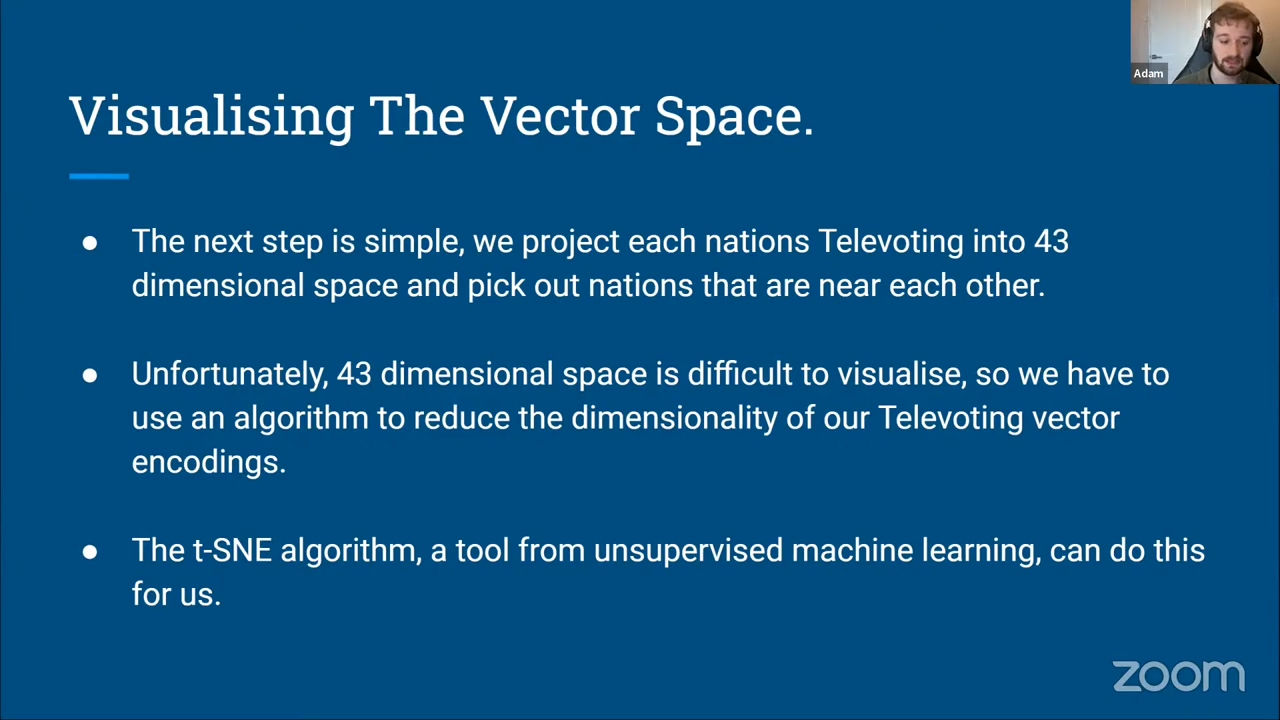 Adam
Visualising The Vector Space.
● The next step is simple, we project each nations Televoting into 43
dimensional space and pick out nations that are near each other.
● Unfortunately, 43 dimensional space is difficult to visualise, so we have to
use an algorithm to reduce the dimensionality of our Televoting vector
encodings.
● The t-SNE algorithm, a tool from unsupervised machine learning, can do this
for us.
zoom